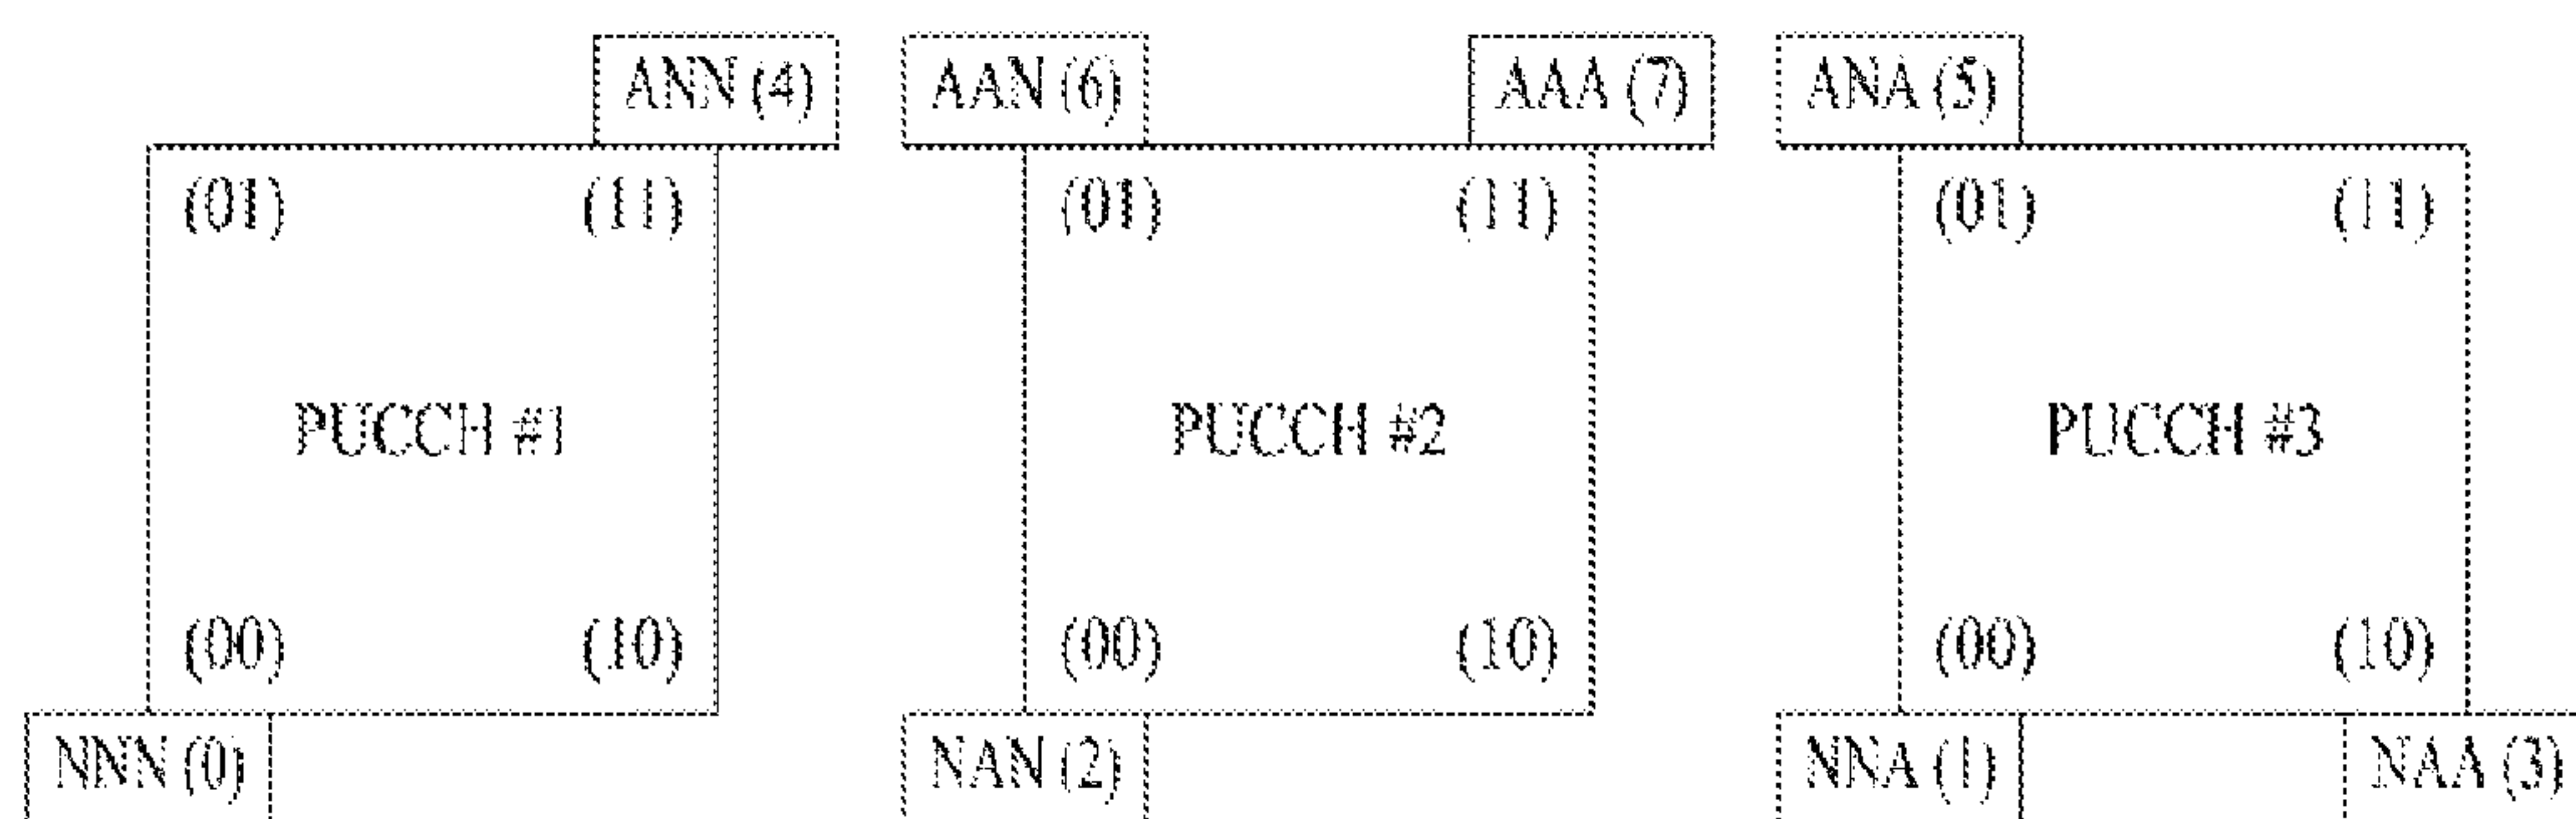 ANN (4) AAN (6) AAA (7) ANA (5)
(01) (11) (01) (11) (01) (11)
PUCCH #1 PUCCH #2 PUCCH #3
(00) (10) (00) (10) (00) (10)
NNN (0) NAN (2) NNA (1) NAA (3)